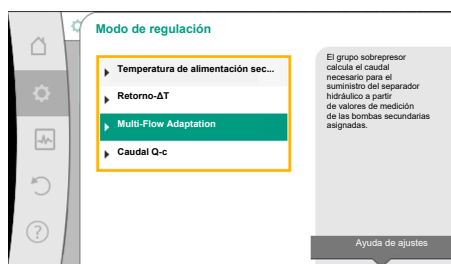 Modo de regulación
Temperatura de alimentación sec...
Retorno-ΔT
Multi-Flow Adaptation
Caudal Q-c
El grupo sobrepresor
calcula el caudal
necesario para el
suministro del separador
hidráulico a partir
de valores de medición
de las bombas secundarias
asignadas.
Ayuda de ajustes
?